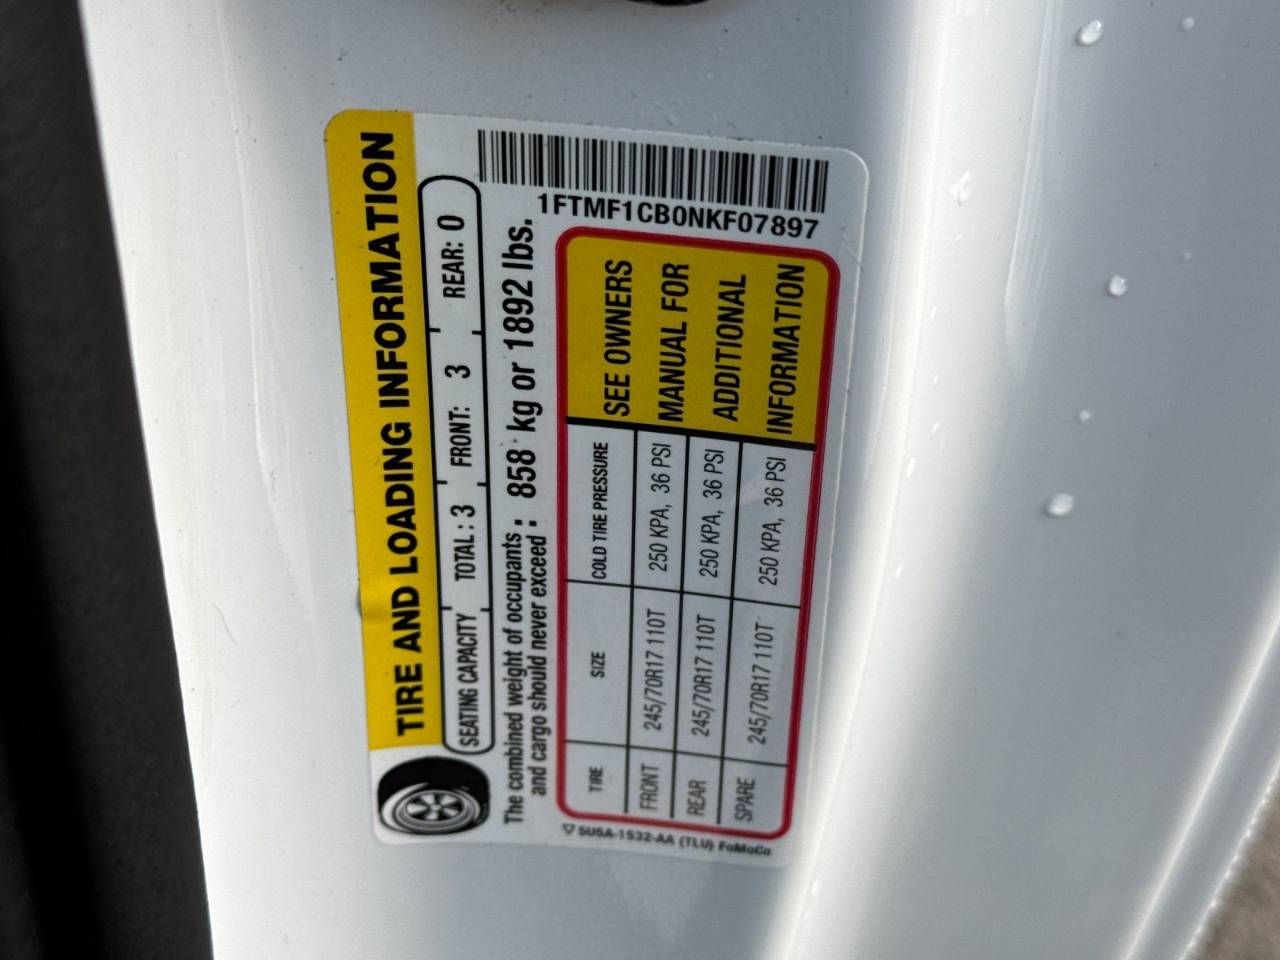 TIRE AND LOADING INFORMATION
SEATING CAPACITY TOTAL : 3 FRONT: 3 REAR: 0
The combined weight of occupants : 858 kg or 1892 lbs.
and cargo should never exceed :
1FTMF1CB0NKF07897
TIRE SIZE COLD TIRE PRESSURE SEE OWNERS
FRONT 245/70R17 110T 250 KPA, 36 PSI MANUAL FOR
REAR 245/70R17 110T 250 KPA, 36 PSI ADDITIONAL
SPARE 245/70R17 110T 250 KPA, 36 PSI INFORMATION
5U5A-1532-AA (TLU) FoMoCo